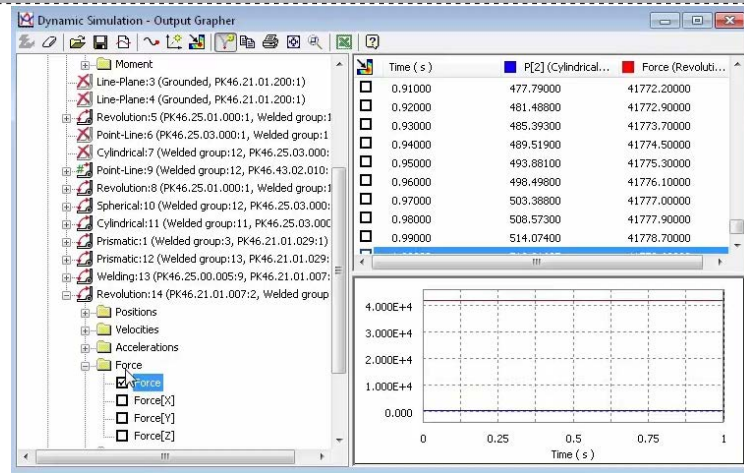 Dynamic Simulation - Output Grapher
Moment
Line-Plane:3 (Grounded, PK46.21.01.200:1)
Line-Plane:4 (Grounded, PK46.21.01.200:1)
Revolution:5 (PK46.25.01.000:1, Welded group:1
Point-Line:6 (PK46.25.03.000:1, Welded group:1
Cylindrical:7 (Welded group:12, PK46.25.03.000:
Point-Line:9 (Welded group:12, PK46.43.02.010:
Revolution:8 (PK46.25.01.000:1, Welded group:1
Spherical:10 (Welded group:12, PK46.25.03.000:
Cylindrical:11 (Welded group:11, PK46.25.03.000
Prismatic:1 (Welded group:3, PK46.21.01.029:1)
Prismatic:12 (Welded group:13, PK46.21.01.029:
Welding:13 (PK46.25.00.005:9, PK46.21.01.007:
Revolution:14 (PK46.21.01.007:2, Welded group
Positions
Velocities
Accelerations
Force
Force
Force[X]
Force[Y]
Force[Z]
Time ( s ) P[2] (Cylindrical... Force (Revoluti...
0.91000 477.79000 41772.20000
0.92000 481.48800 41772.90000
0.93000 485.39300 41773.70000
0.94000 489.51900 41774.50000
0.95000 493.88100 41775.30000
0.96000 498.49800 41776.10000
0.97000 503.38800 41777.00000
0.98000 508.57300 41777.90000
0.99000 514.07400 41778.70000
4.000E+4
3.000E+4
2.000E+4
1.000E+4
0.000
0 0.25 0.5 0.75 1
Time ( s )